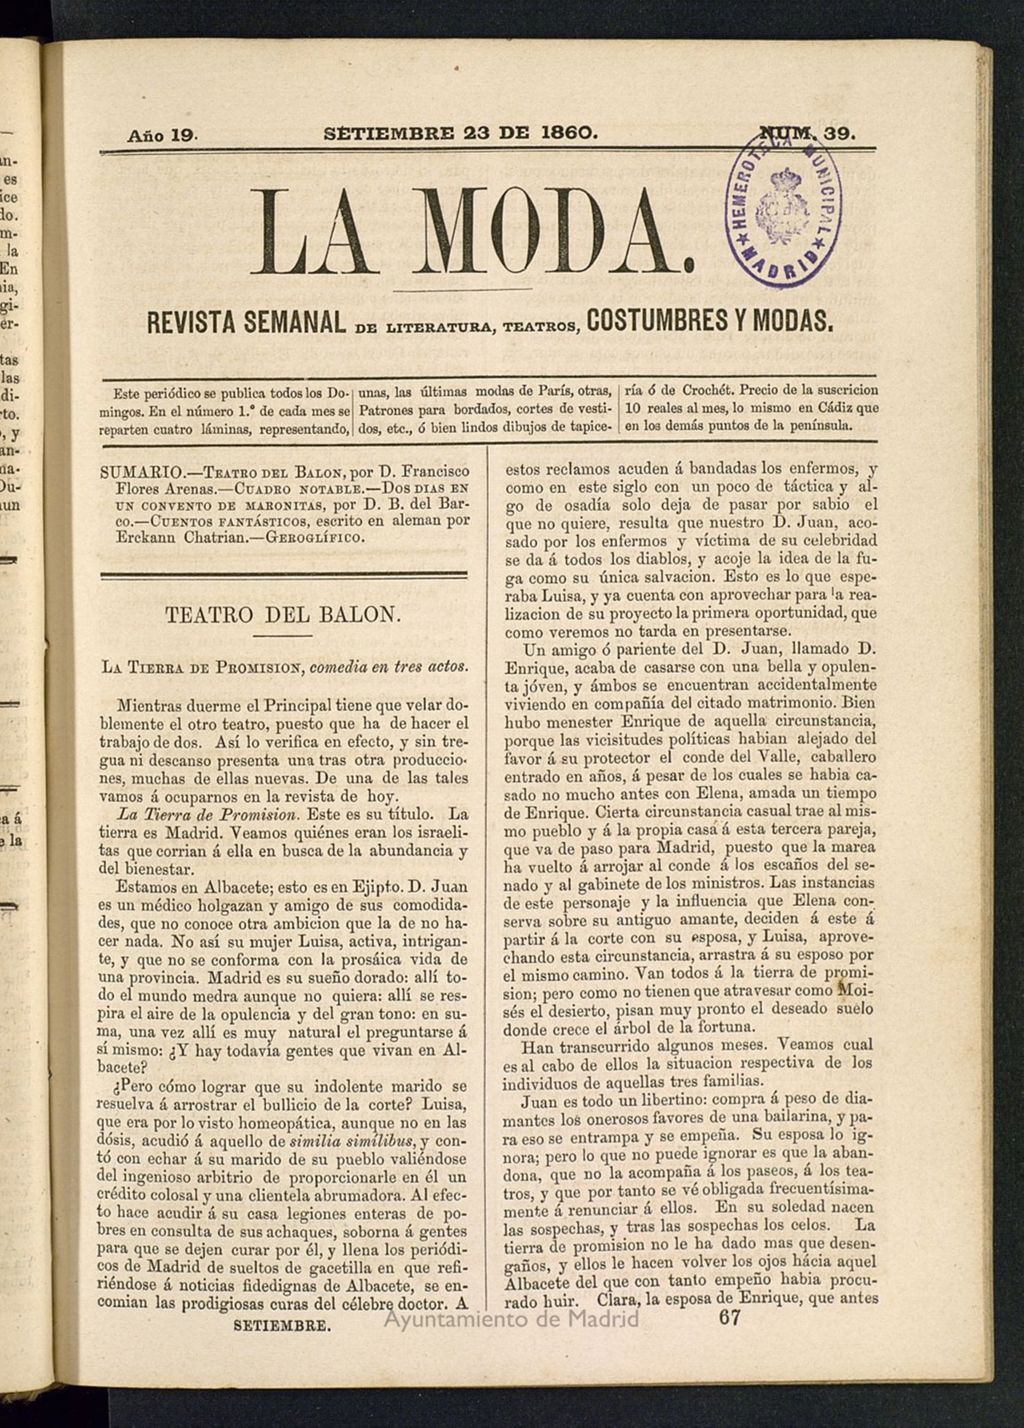 Año 19.
SETIEMBRE 23 DE 1860.
NUM. 39.
LA MODA.
HEMEROTECA MUNICIPAL
MADRID
REVISTA SEMANAL DE LITERATURA, TEATROS, COSTUMBRES Y MODAS.
Este periódico se publica todos los Do-
mingos. En el número 1.º de cada mes se
reparten cuatro láminas, representando,
unas, las últimas modas de París, otras,
Patrones para bordados, cortes de vesti-
dos, etc., ó bien lindos dibujos de tapice-
ría ó de Crochét. Precio de la suscricion
10 reales al mes, lo mismo en Cádiz que
en los demás puntos de la península.
SUMARIO.—TEATRO DEL BALON, por D. Francisco
Flores Arenas.—CUADRO NOTABLE.—DOS DIAS EN
UN CONVENTO DE MARONITAS, por D. B. del Bar-
co.—CUENTOS FANTÁSTICOS, escrito en aleman por
Erckann Chatrian.—GEROGLÍFICO.
TEATRO DEL BALON.
LA TIERRA DE PROMISION, comedia en tres actos.
Mientras duerme el Principal tiene que velar do-
blemente el otro teatro, puesto que ha de hacer el
trabajo de dos. Así lo verifica en efecto, y sin tre-
gua ni descanso presenta una tras otra produccio-
nes, muchas de ellas nuevas. De una de las tales
vamos á ocuparnos en la revista de hoy.
La Tierra de Promision. Este es su título. La
tierra es Madrid. Veamos quiénes eran los israeli-
tas que corrian á ella en busca de la abundancia y
del bienestar.
Estamos en Albacete; esto es en Ejipto. D. Juan
es un médico holgazan y amigo de sus comodida-
des, que no conoce otra ambicion que la de no ha-
cer nada. No así su mujer Luisa, activa, intrigan-
te, y que no se conforma con la prosáica vida de
una provincia. Madrid es su sueño dorado: allí to-
do el mundo medra aunque no quiera: allí se res-
pira el aire de la opulencia y del gran tono: en su-
ma, una vez allí es muy natural el preguntarse á
sí mismo: ¿Y hay todavía gentes que vivan en Al-
bacete?
¿Pero cómo lograr que su indolente marido se
resuelva á arrostrar el bullicio de la corte? Luisa,
que era por lo visto homeopática, aunque no en las
dósis, acudió á aquello de similia similibus, y con-
tó con echar á su marido de su pueblo valiéndose
del ingenioso arbitrio de proporcionarle en él un
crédito colosal y una clientela abrumadora. Al efec-
to hace acudir á su casa legiones enteras de po-
bres en consulta de sus achaques, soborna á gentes
para que se dejen curar por él, y llena los periódi-
cos de Madrid de sueltos de gacetilla en que refi-
riéndose á noticias fidedignas de Albacete, se en-
comian las prodigiosas curas del célebre doctor. A
SETIEMBRE.
estos reclamos acuden á bandadas los enfermos, y
como en este siglo con un poco de táctica y al-
go de osadía solo deja de pasar por sabio el
que no quiere, resulta que nuestro D. Juan, aco-
sado por los enfermos y víctima de su celebridad
se da á todos los diablos, y acoje la idea de la fu-
ga como su única salvacion. Esto es lo que espe-
raba Luisa, y ya cuenta con aprovechar para la rea-
lizacion de su proyecto la primera oportunidad, que
como veremos no tarda en presentarse.
Un amigo ó pariente del D. Juan, llamado D.
Enrique, acaba de casarse con una bella y opulen-
ta jóven, y ámbos se encuentran accidentalmente
viviendo en compañía del citado matrimonio. Bien
hubo menester Enrique de aquella circunstancia,
porque las vicisitudes políticas habian alejado del
favor á su protector el conde del Valle, caballero
entrado en años, á pesar de los cuales se habia ca-
sado no mucho antes con Elena, amada un tiempo
de Enrique. Cierta circunstancia casual trae al mis-
mo pueblo y á la propia casa á esta tercera pareja,
que va de paso para Madrid, puesto que la marea
ha vuelto á arrojar al conde á los escaños del se-
nado y al gabinete de los ministros. Las instancias
de este personaje y la influencia que Elena con-
serva sobre su antiguo amante, deciden á este á
partir á la corte con su esposa, y Luisa, aprove-
chando esta circunstancia, arrastra á su esposo por
el mismo camino. Van todos á la tierra de promi-
sion; pero como no tienen que atravesar como Moi-
sés el desierto, pisan muy pronto el deseado suelo
donde crece el árbol de la fortuna.
Han transcurrido algunos meses. Veamos cual
es al cabo de ellos la situacion respectiva de los
individuos de aquellas tres familias.
Juan es todo un libertino: compra á peso de dia-
mantes los onerosos favores de una bailarina, y pa-
ra eso se entrampa y se empeña. Su esposa lo ig-
nora; pero lo que no puede ignorar es que la aban-
dona, que no la acompaña á los paseos, á los tea-
tros, y que por tanto se vé obligada frecuentísima-
mente á renunciar á ellos. En su soledad nacen
las sospechas, y tras las sospechas los celos. La
tierra de promision no le ha dado mas que desen-
gaños, y ellos le hacen volver los ojos hácia aquel
Albacete del que con tanto empeño habia procu-
rado huir. Clara, la esposa de Enrique, que antes
67
Ayuntamiento de Madrid